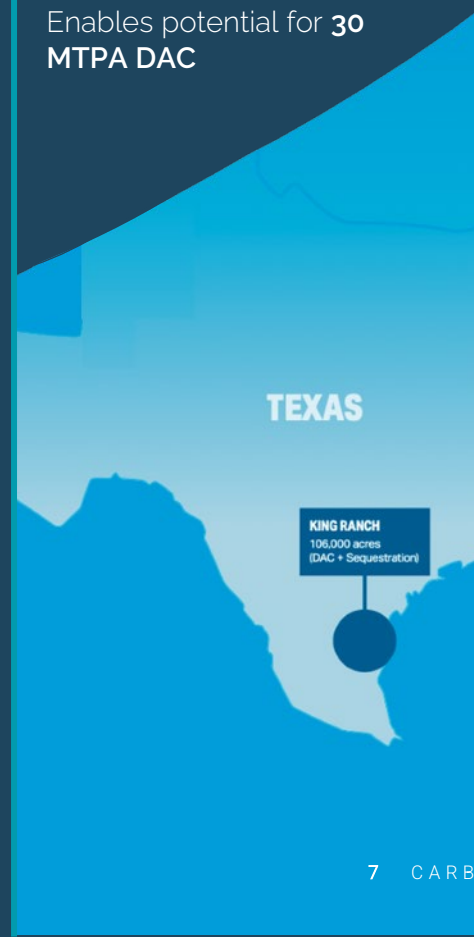 Enables potential for 30
MTPA DAC
TEXAS
KING RANCH
106,000 acres
(DAC + Sequestration)
7 CARB